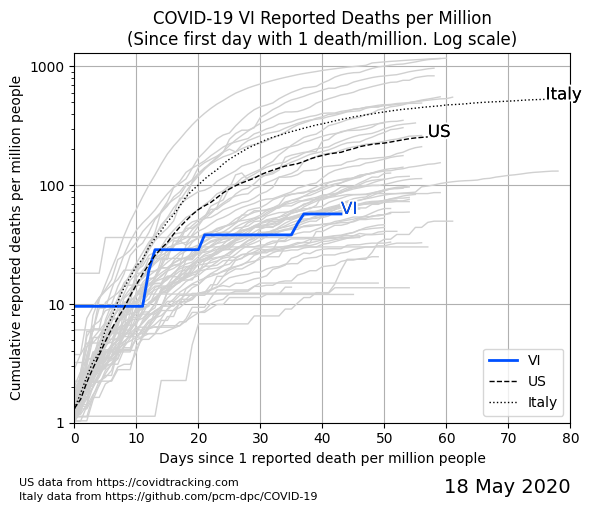 COVID-19 VI Reported Deaths per Million
(Since first day with 1 death/million. Log scale)
Cumulative reported deaths per million people
1000
100
10
1
Italy
US
VI
VI
US
Italy
0 10 20 30 40 50 60 70 80
Days since 1 reported death per million people
US data from https://covidtracking.com
Italy data from https://github.com/pcm-dpc/COVID-19
18 May 2020